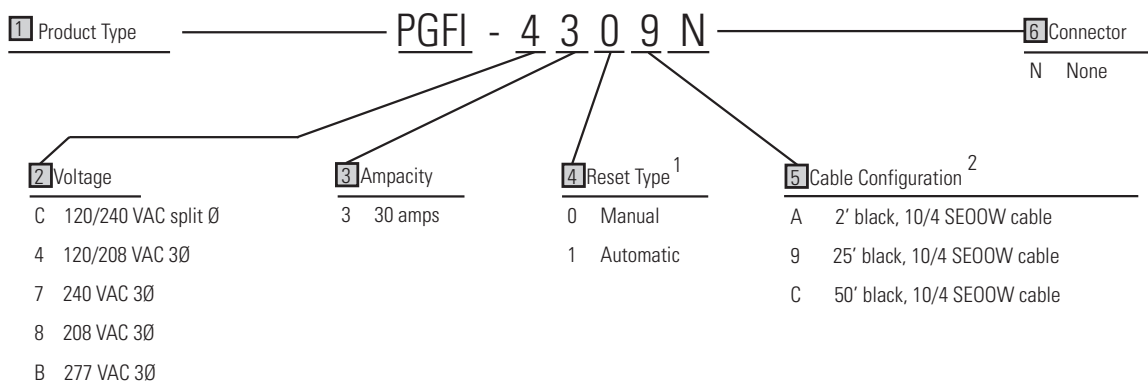 1 Product Type PGFI - 4 3 0 9 N 6 Connector
N None
2 Voltage 3 Ampacity 4 Reset Type 1 5 Cable Configuration 2
C 120/240 VAC split Ø 3 30 amps 0 Manual A 2' black, 10/4 SEOOW cable
4 120/208 VAC 3Ø 1 Automatic 9 25' black, 10/4 SEOOW cable
7 240 VAC 3Ø C 50' black, 10/4 SEOOW cable
8 208 VAC 3Ø
B 277 VAC 3Ø